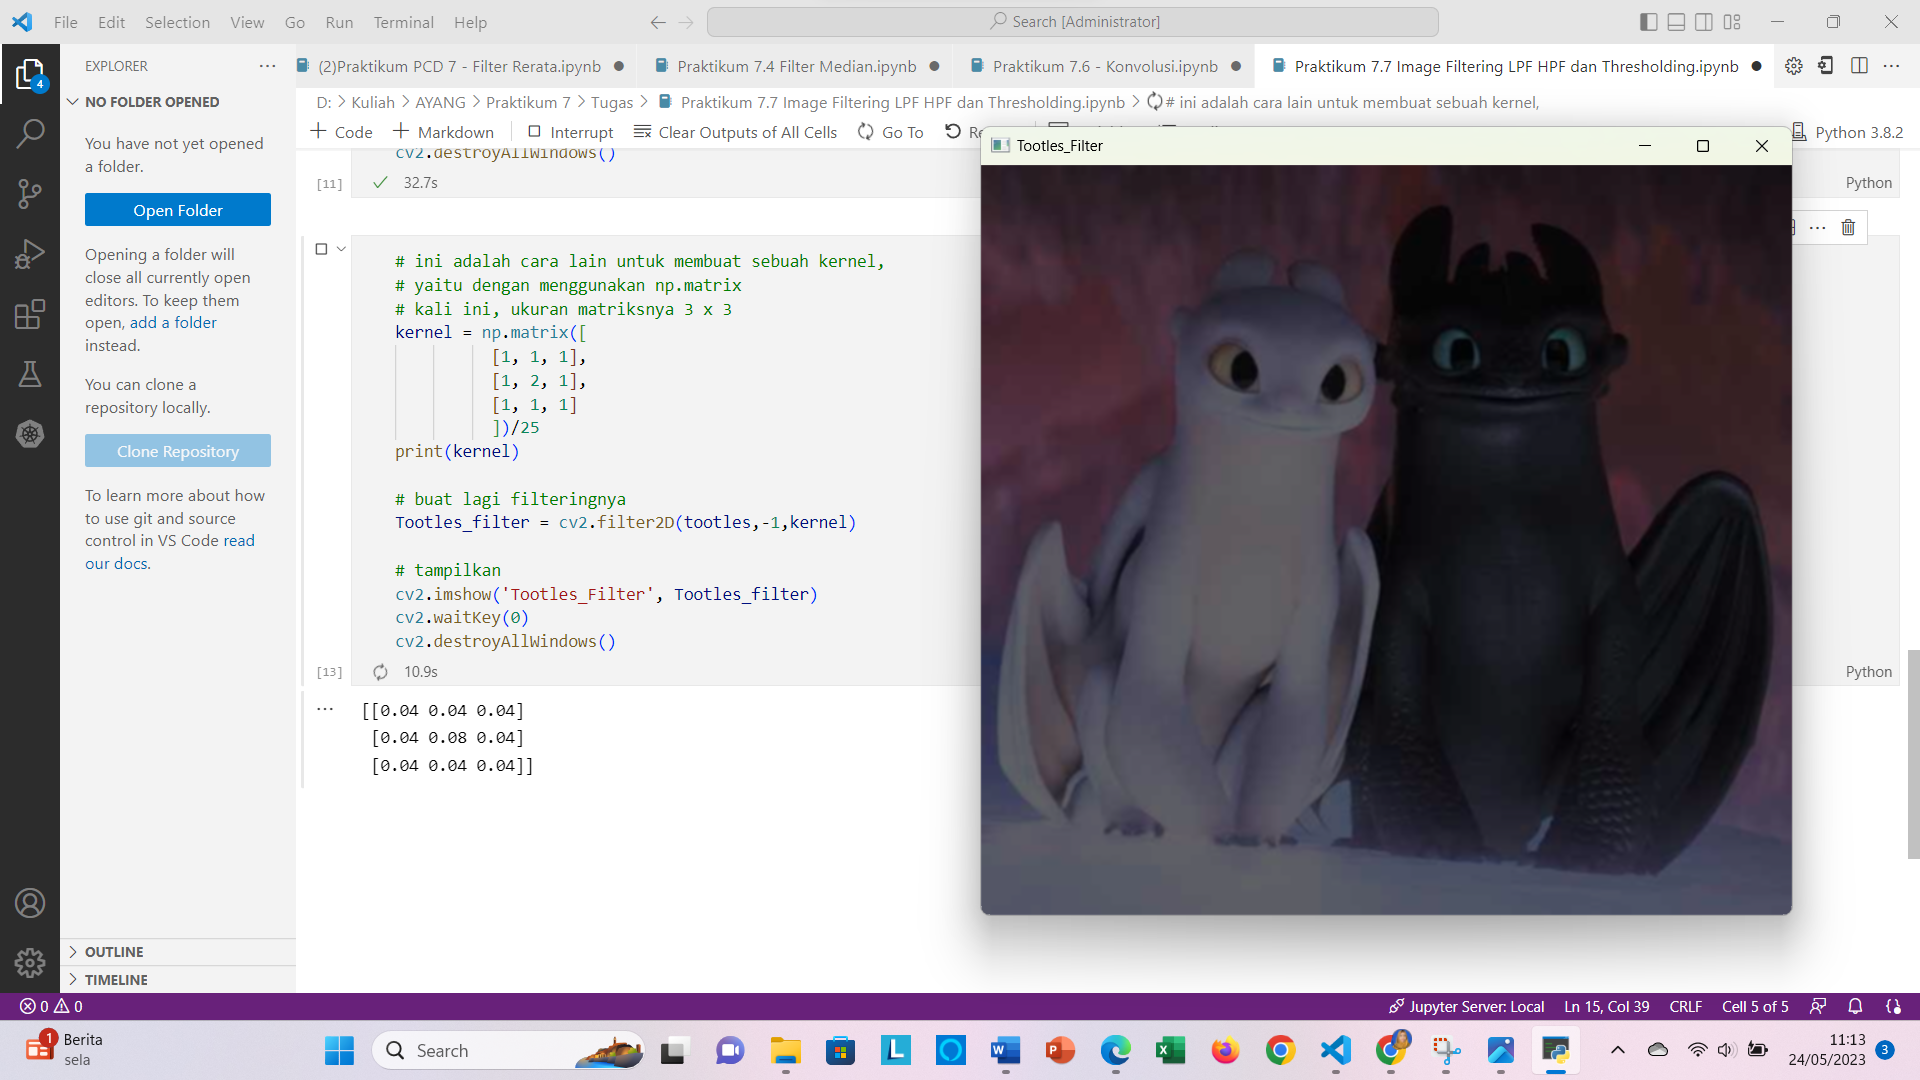 File Edit Selection View Go Run Terminal Help
Search [Administrator]
EXPLORER
(2)Praktikum PCD 7 - Filter Rerata.ipynb
Praktikum 7.4 Filter Median.ipynb
Praktikum 7.6 - Konvolusi.ipynb
Praktikum 7.7 Image Filtering LPF HPF dan Thresholding.ipynb
4
NO FOLDER OPENED
D: > Kuliah > AYANG > Praktikum 7 > Tugas > Praktikum 7.7 Image Filtering LPF HPF dan Thresholding.ipynb > # ini adalah cara lain untuk membuat sebuah kernel,
+ Code + Markdown Interrupt Clear Outputs of All Cells Go To
Python 3.8.2
You have not yet opened
a folder.
Open Folder
Opening a folder will
close all currently open
editors. To keep them
open, add a folder
instead.
You can clone a
repository locally.
Clone Repository
To learn more about how
to use git and source
control in VS Code read
our docs.
OUTLINE
TIMELINE
cv2.destroyAllWindows()
[11] 32.7s
Python
# ini adalah cara lain untuk membuat sebuah kernel,
# yaitu dengan menggunakan np.matrix
# kali ini, ukuran matriksnya 3 x 3
kernel = np.matrix([
[1, 1, 1],
[1, 2, 1],
[1, 1, 1]
])/25
print(kernel)
# buat lagi filteringnya
Tootles_filter = cv2.filter2D(tootles,-1,kernel)
# tampilkan
cv2.imshow('Tootles_Filter', Tootles_filter)
cv2.waitKey(0)
cv2.destroyAllWindows()
[13] 10.9s
Python
[[0.04 0.04 0.04]
[0.04 0.08 0.04]
[0.04 0.04 0.04]]
Tootles_Filter
0 0
Jupyter Server: Local Ln 15, Col 39 CRLF Cell 5 of 5
1
Berita
sela
Search
11:13
24/05/2023
3